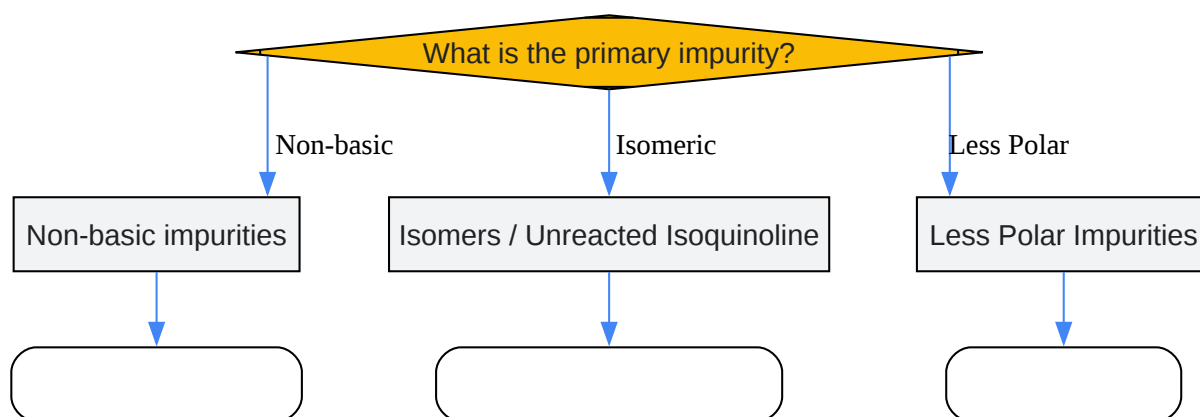 What is the primary impurity?
Non-basic
Isomeric
Less Polar
Non-basic impurities
Isomers / Unreacted Isoquinoline
Less Polar Impurities